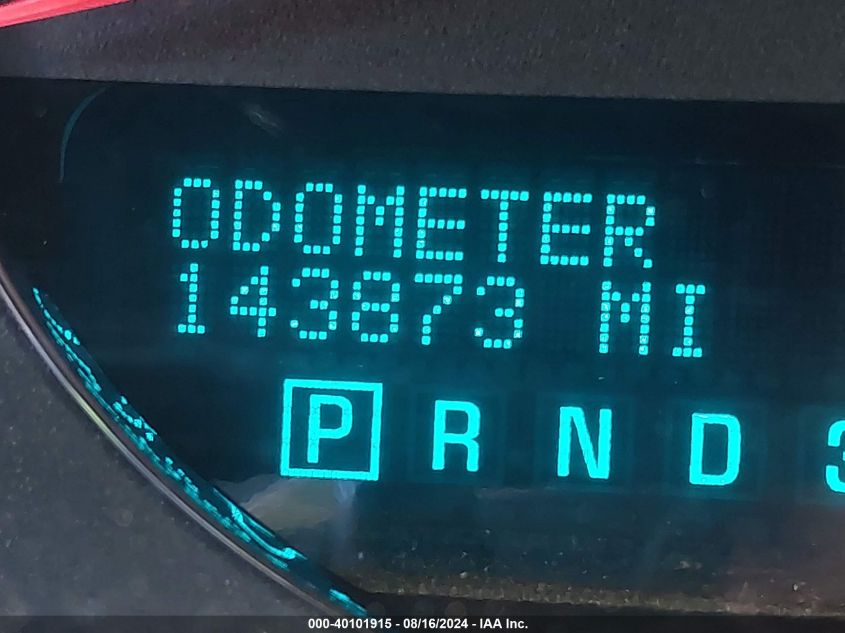 ODOMETER
143873 MI
P R N D 3
000-40101915 - 08/16/2024 - IAA Inc.